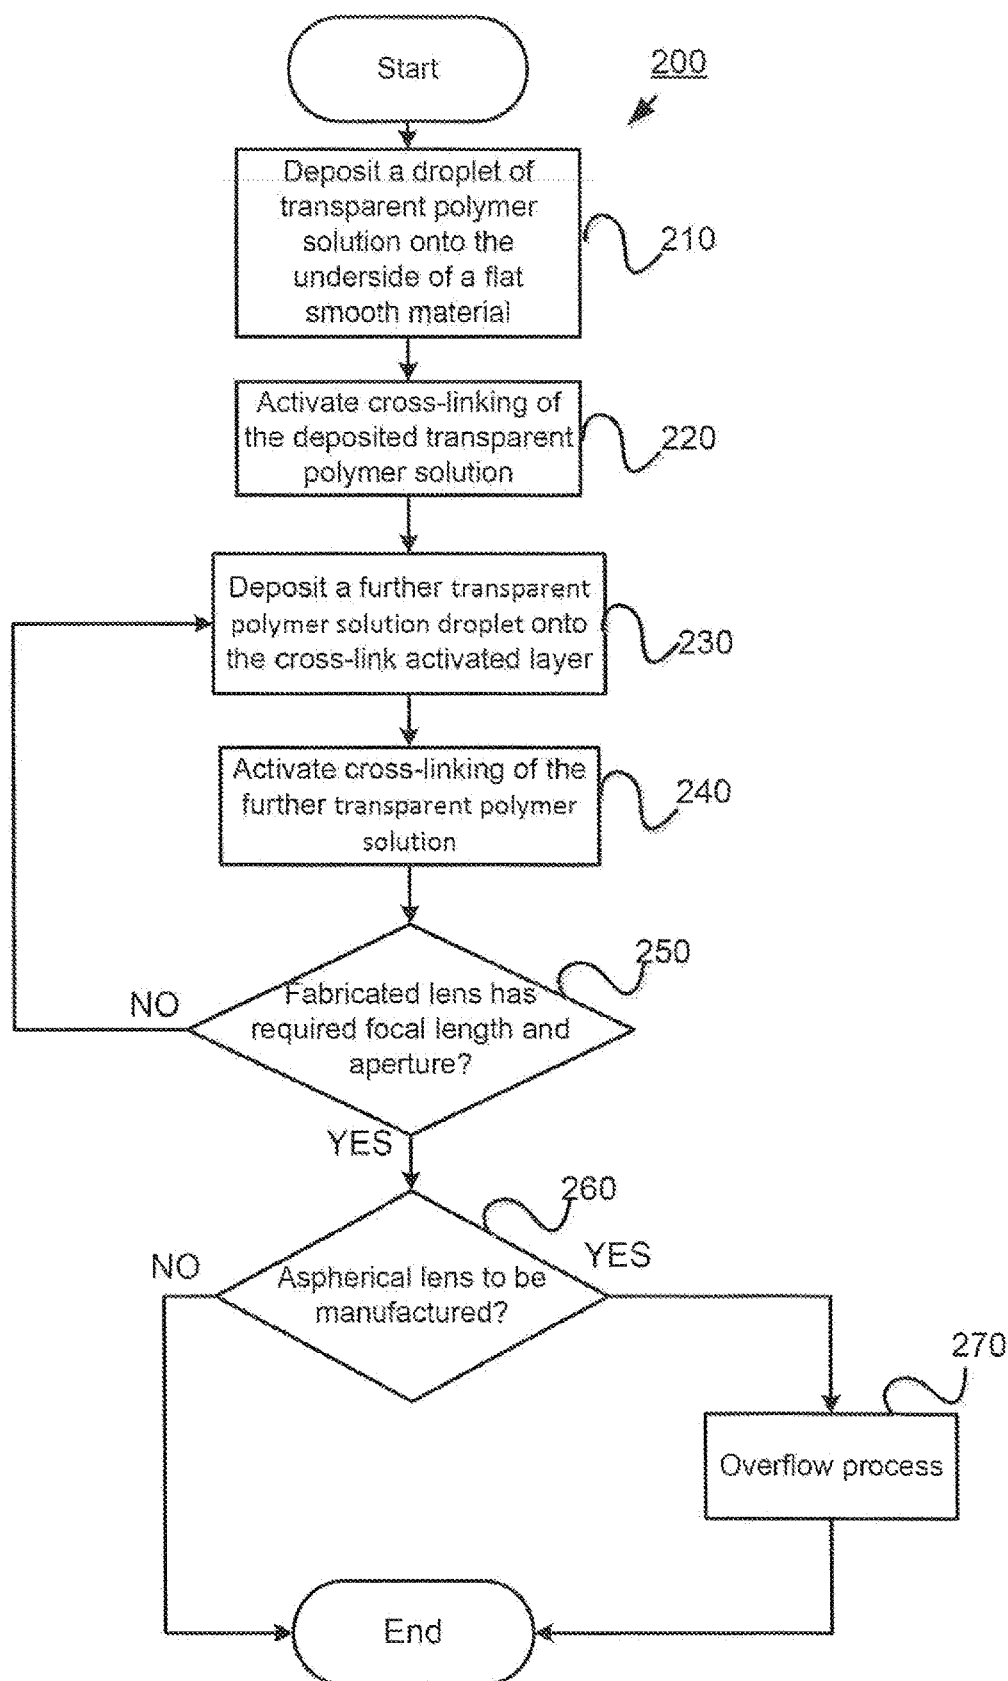 Start
200
Deposit a droplet of
transparent polymer
solution onto the
underside of a flat
smooth material
210
Activate cross-linking of
the deposited transparent
polymer solution
220
Deposit a further transparent
polymer solution droplet onto
the cross-link activated layer
230
Activate cross-linking of the
further transparent polymer
solution
240
250
Fabricated lens has
required focal length and
aperture?
NO
YES
260
Aspherical lens to be
manufactured?
NO
YES
270
Overflow process
End